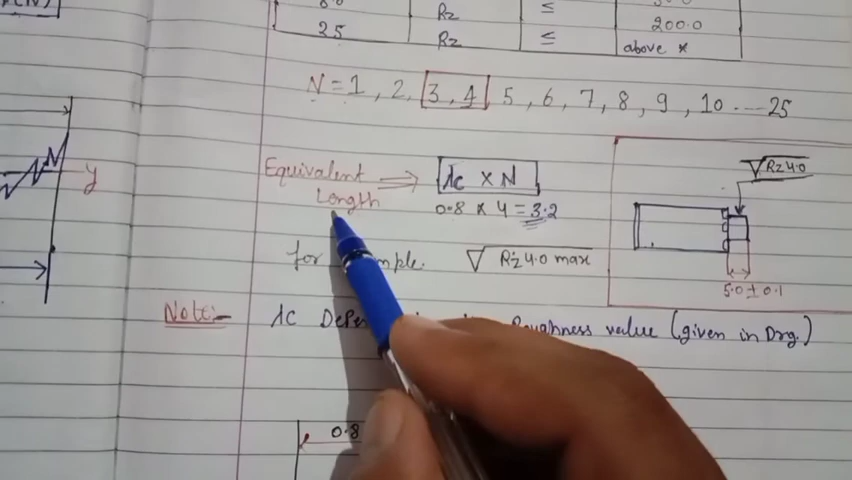 Rz ≤
200.0
25 Rz ≤ above *
N = 1, 2, 3, 4, 5, 6, 7, 8, 9, 10 ---- 25
Equivalent Length ⇒ λc × N
0.8 × 4 = 3.2
√Rz 4.0
y
for √Rz 4.0 max
5.0 ± 0.1
Note:- λc Roughness value (given in Drg.)
0.8